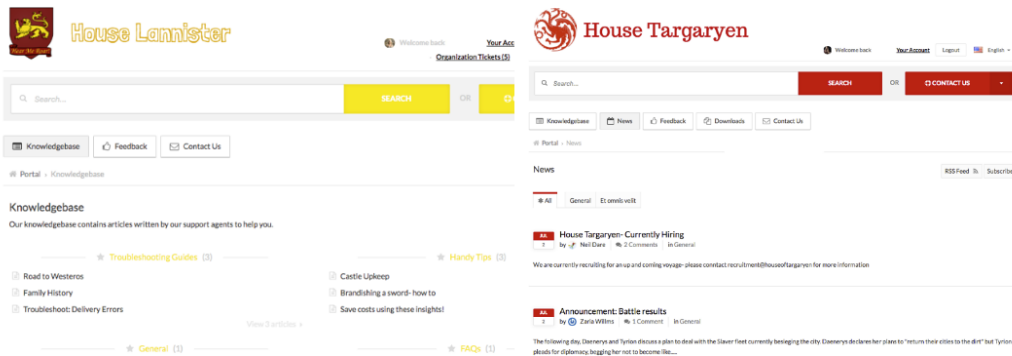 Hear Me Roar!
House Lannister
Welcome back
Your Acc
Organization Tickets (5)
Search...
SEARCH
OR
Knowledgebase
Feedback
Contact Us
Portal › Knowledgebase
Knowledgebase
Our knowledgebase contains articles written by our support agents to help you.
Troubleshooting Guides (3)
Handy Tips (3)
Road to Westeros
Castle Upkeep
Family History
Brandishing a sword- how to
Troubleshoot: Delivery Errors
Save costs using these insights!
View 3 articles ›
General (1)
FAQs (1)
House Targaryen
Welcome back
Your Account
Logout
English
Search...
SEARCH
OR
CONTACT US
Knowledgebase
News
Feedback
Downloads
Contact Us
Portal › News
News
RSS Feed
Subscribe
All
General
Et omnis velit
JUL
2
House Targaryen- Currently Hiring
by Neil Dare
2 Comments
in General
We are currently recruiting for an up and coming voyage- please conntact recruitment@houseoftargaryen for more information
JUL
2
Announcement: Battle results
by Zaria Willms
1 Comment
in General
The following day, Daenerys and Tyrion discuss a plan to deal with the Slaver fleet currently besieging the city. Daenerys declares her plans to "return their cities to the dirt" but Tyrion
pleads for diplomacy, begging her not to become like....